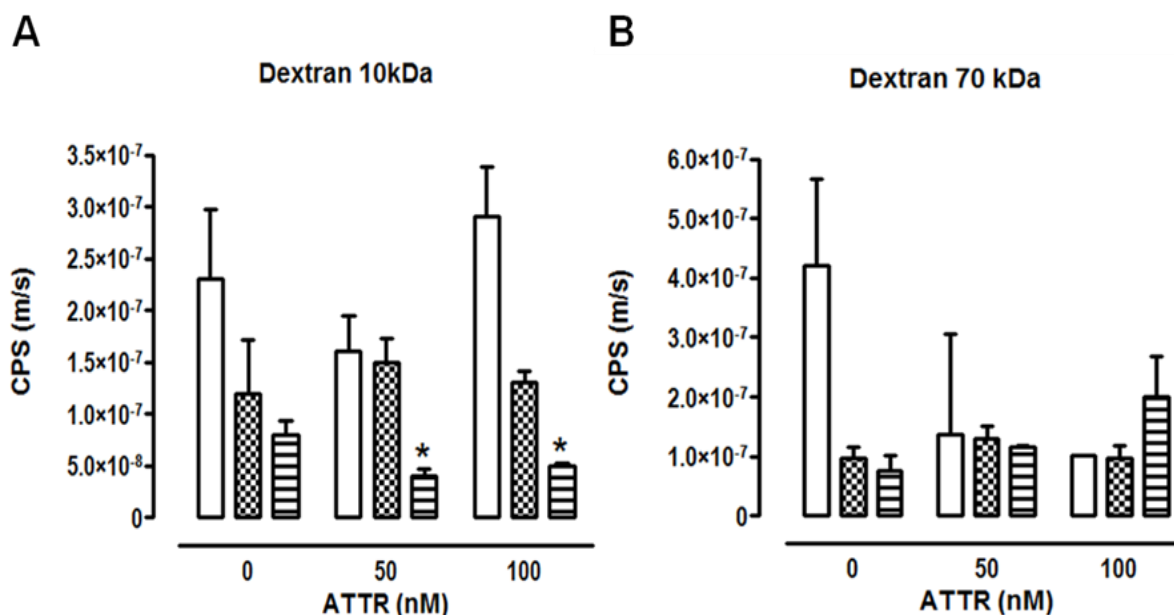 A
Dextran 10kDa
CPS (m/s)
3.5×10⁻⁷
3.0×10⁻⁷
2.5×10⁻⁷
2.0×10⁻⁷
1.5×10⁻⁷
1.0×10⁻⁷
5.0×10⁻⁸
0
*
*
0 50 100
ATTR (nM)
B
Dextran 70 kDa
CPS (m/s)
6.0×10⁻⁷
5.0×10⁻⁷
4.0×10⁻⁷
3.0×10⁻⁷
2.0×10⁻⁷
1.0×10⁻⁷
0
0 50 100
ATTR (nM)